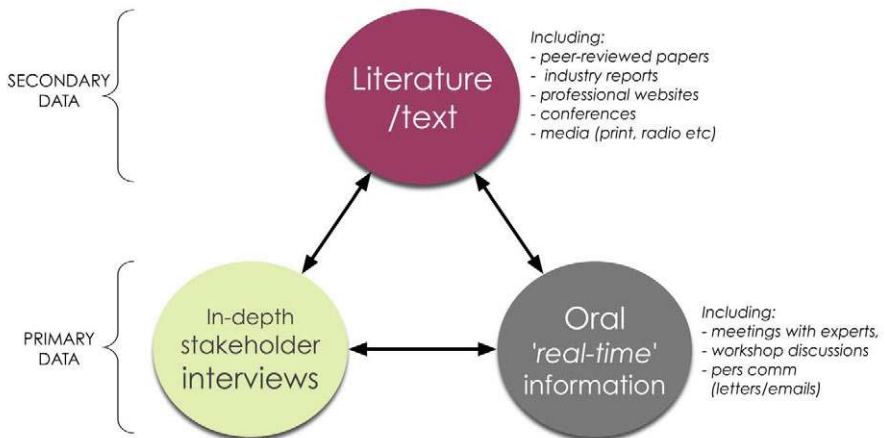 SECONDARY
DATA
Literature
/text
Including:
- peer-reviewed papers
- industry reports
- professional websites
- conferences
- media (print, radio etc)
PRIMARY
DATA
In-depth
stakeholder
interviews
Oral
'real-time'
information
Including:
- meetings with experts,
- workshop discussions
- pers comm
(letters/emails)